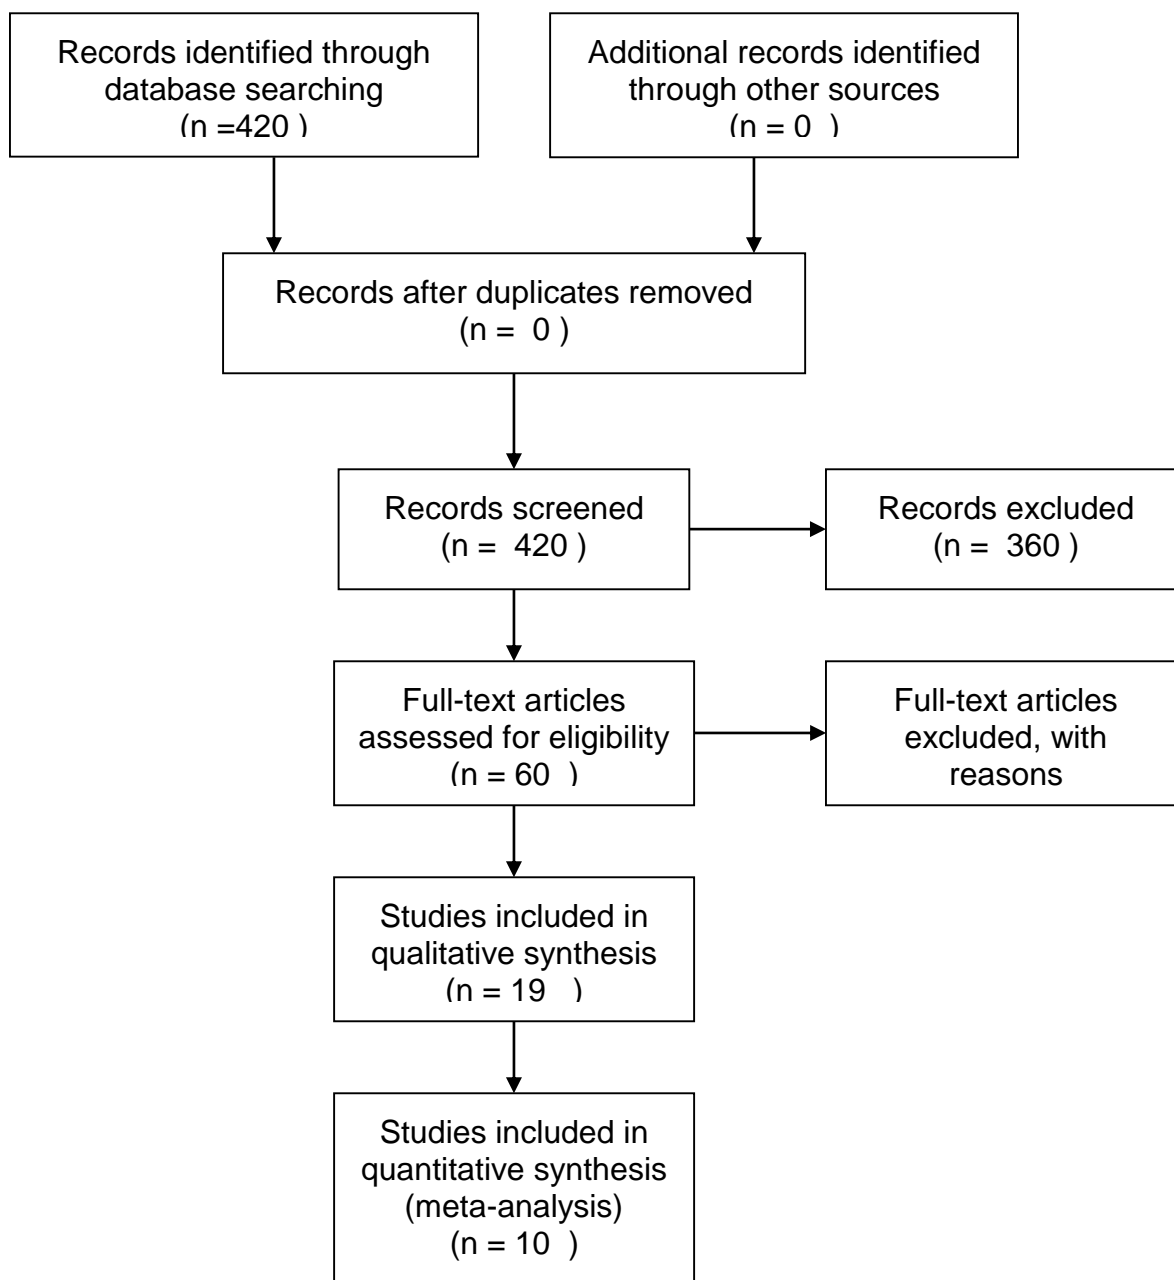 Records identified through
database searching
(n =420 )
Additional records identified
through other sources
(n = 0 )
Records after duplicates removed
(n = 0 )
Records screened
(n = 420 )
Records excluded
(n = 360 )
Full-text articles
assessed for eligibility
(n = 60 )
Full-text articles
excluded, with
reasons
Studies included in
qualitative synthesis
(n = 19 )
Studies included in
quantitative synthesis
(meta-analysis)
(n = 10 )